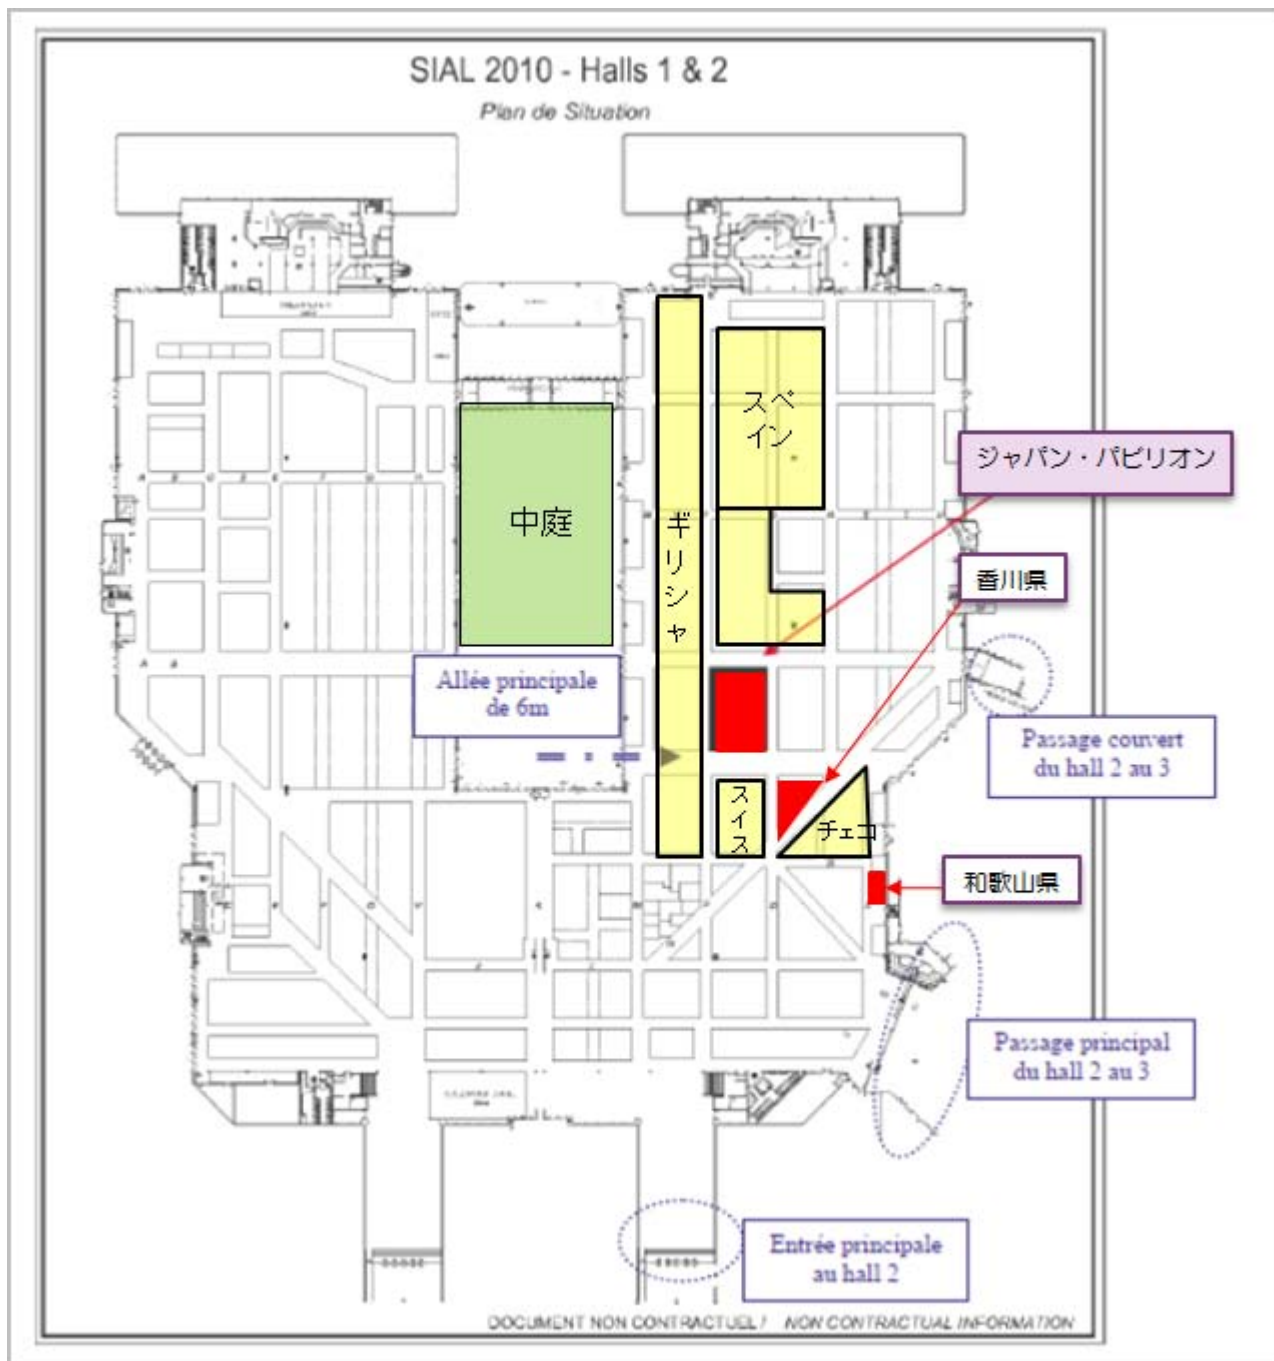 SIAL 2010 - Halls 1 & 2
Plan de Situation
スペ
イン
ジャパン・パビリオン
中庭
ギリシャ
香川県
Allée principale
de 6m
Passage couvert
du hall 2 au 3
スイス
チェコ
和歌山県
Passage principal
du hall 2 au 3
Entrée principale
au hall 2
DOCUMENT NON CONTRACTUEL / NON CONTRACTUAL INFORMATION